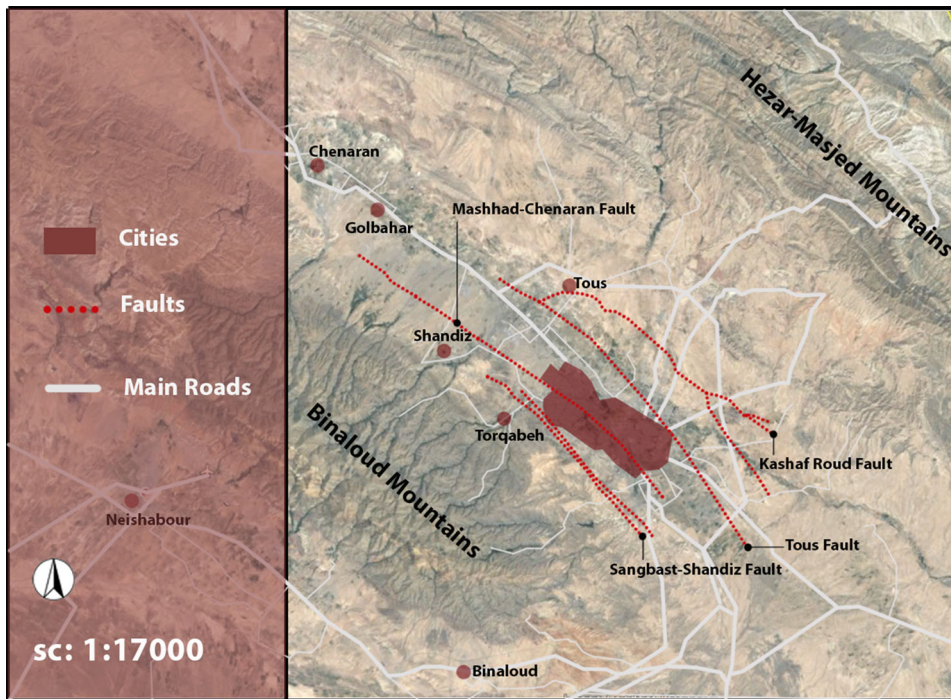 Cities
Faults
Main Roads
Neishabour
sc: 1:17000
Hezar-Masjed Mountains
Chenaran
Golbahar
Mashhad-Chenaran Fault
Tous
Shandiz
Torqabeh
Binaloud Mountains
Kashaf Roud Fault
Tous Fault
Sangbast-Shandiz Fault
Binaloud